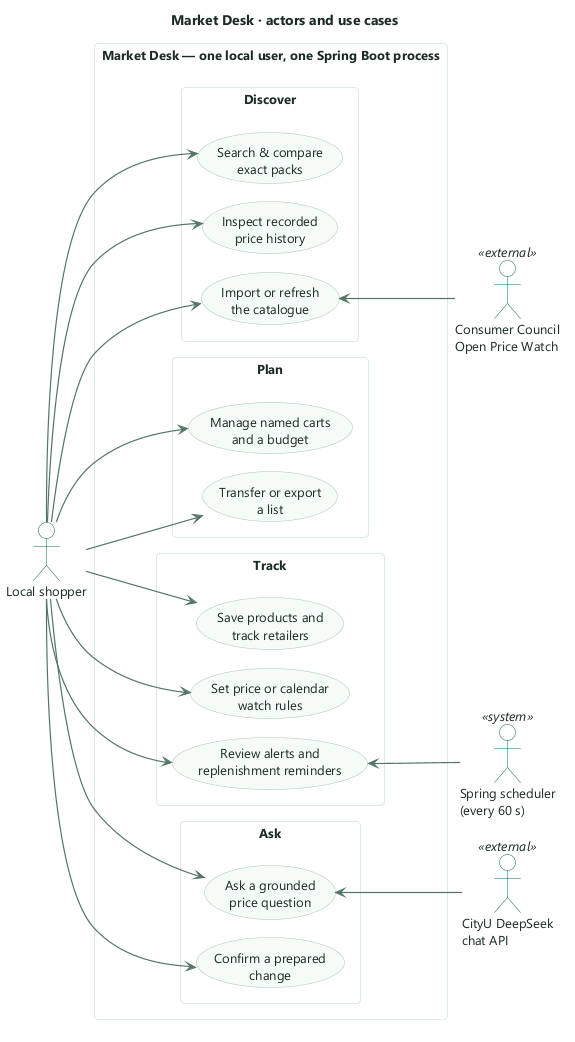 Market Desk · actors and use cases
Market Desk — one local user, one Spring Boot process
Discover
Search & compare
exact packs
Inspect recorded
price history
Import or refresh
the catalogue
«external»
Consumer Council
Open Price Watch
Plan
Manage named carts
and a budget
Transfer or export
a list
Local shopper
Track
Save products and
track retailers
Set price or calendar
watch rules
Review alerts and
replenishment reminders
«system»
Spring scheduler
(every 60 s)
Ask
Ask a grounded
price question
Confirm a prepared
change
«external»
CityU DeepSeek
chat API